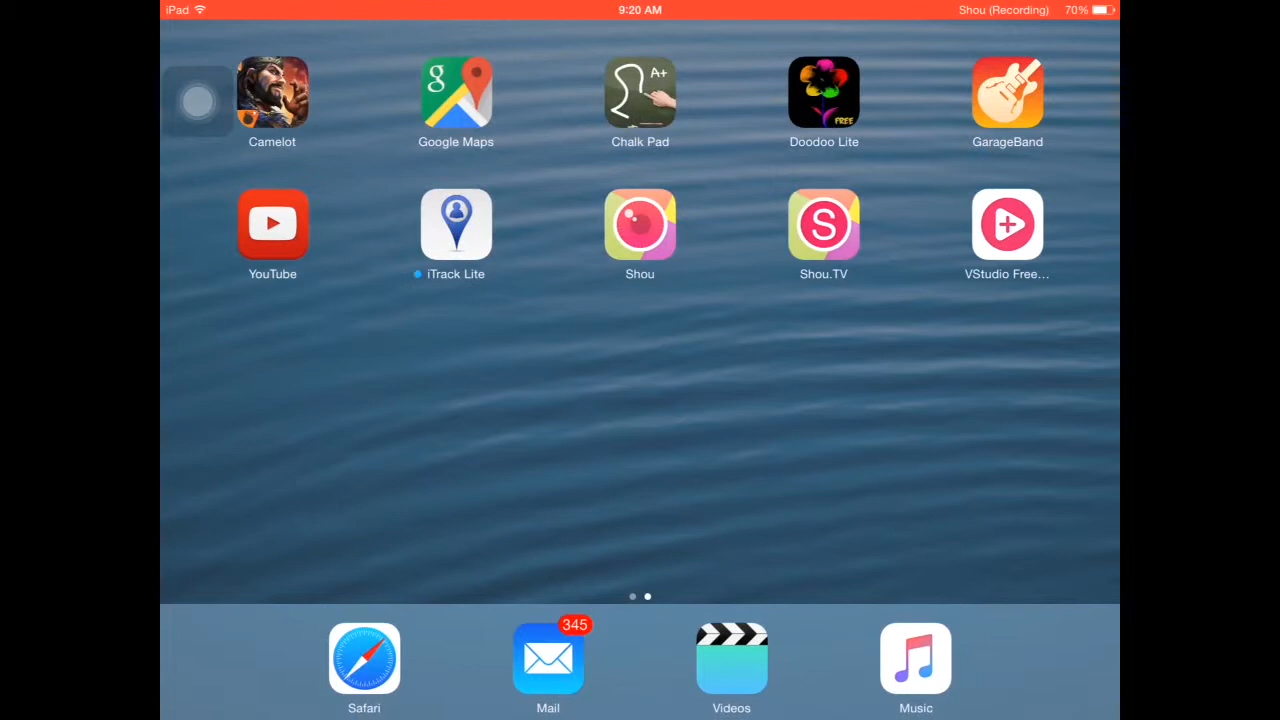 iPad 9:20 AM Shou (Recording) 70%
g A+ FREE
Camelot Google Maps Chalk Pad Doodoo Lite GarageBand
S
YouTube iTrack Lite Shou Shou.TV VStudio Free...
345
Safari Mail Videos Music